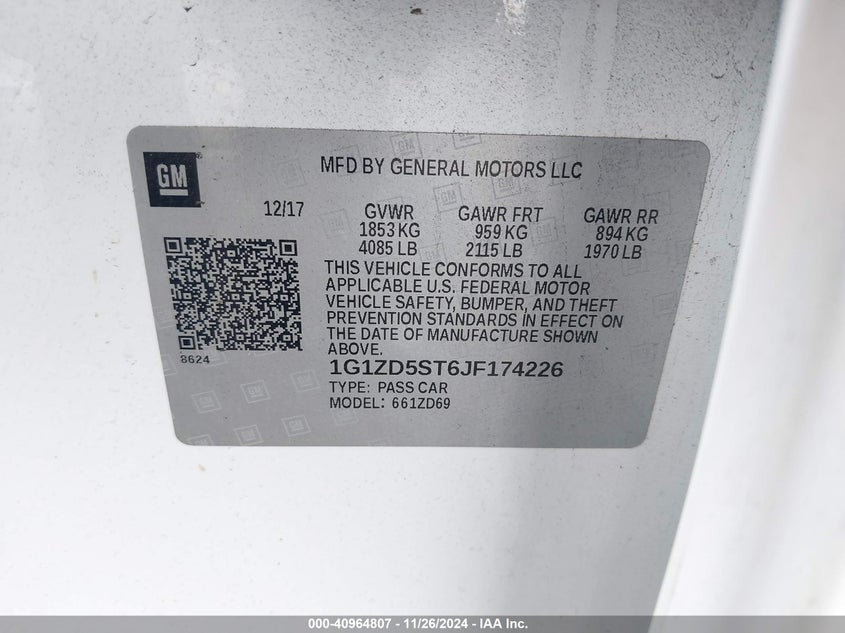 GM
MFD BY GENERAL MOTORS LLC
12/17
GVWR GAWR FRT GAWR RR
1853 KG 959 KG 894 KG
4085 LB 2115 LB 1970 LB
THIS VEHICLE CONFORMS TO ALL
APPLICABLE U.S. FEDERAL MOTOR
VEHICLE SAFETY, BUMPER, AND THEFT
PREVENTION STANDARDS IN EFFECT ON
THE DATE OF MANUFACTURE SHOWN
ABOVE.
8624
1G1ZD5ST6JF174226
TYPE: PASS CAR
MODEL: 661ZD69
000-40964807 - 11/26/2024 - IAA Inc.